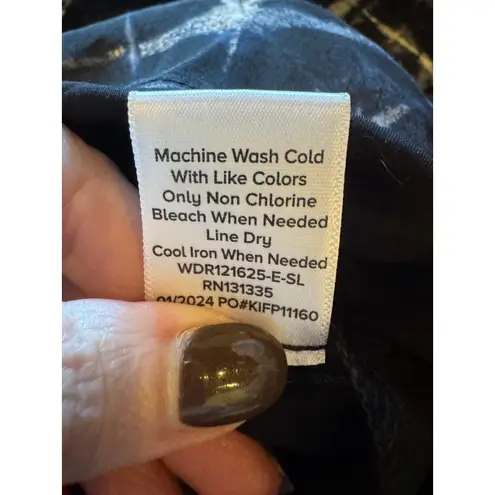 Machine Wash Cold
With Like Colors
Only Non Chlorine
Bleach When Needed
Line Dry
Cool Iron When Needed
WDR121625-E-SL
RN131335
01/2024 PO#KIFP11160